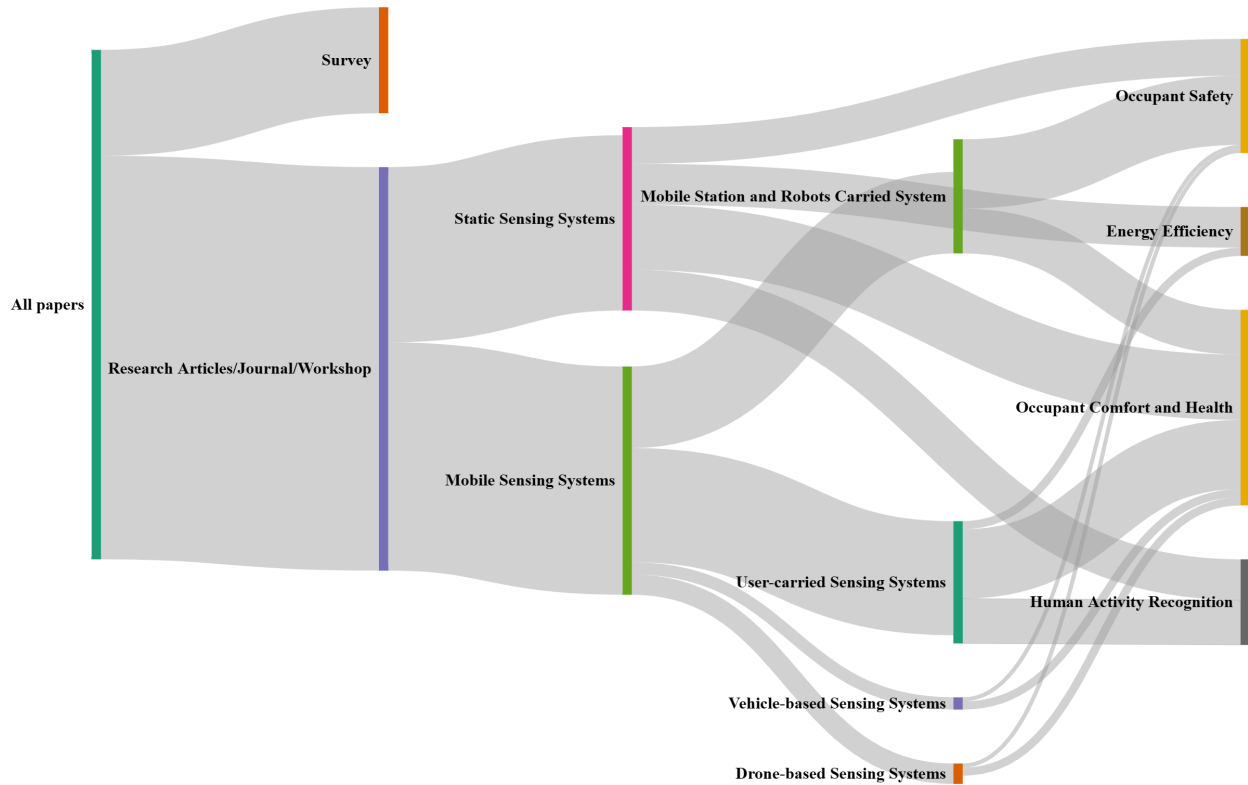 Survey
Occupant Safety
Mobile Station and Robots Carried System
Static Sensing Systems
Energy Efficiency
All papers
Research Articles/Journal/Workshop
Occupant Comfort and Health
Mobile Sensing Systems
User-carried Sensing Systems
Human Activity Recognition
Vehicle-based Sensing Systems
Drone-based Sensing Systems